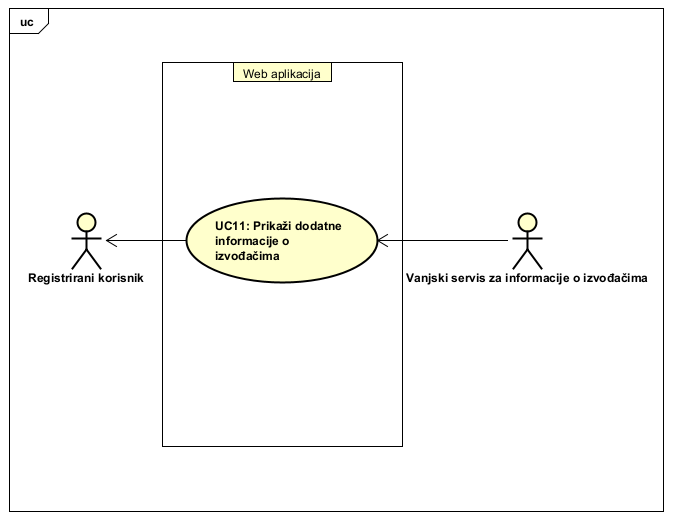 uc
Web aplikacija
UC11: Prikaži dodatne
informacije o
izvođačima
Registrirani korisnik
Vanjski servis za informacije o izvođačima